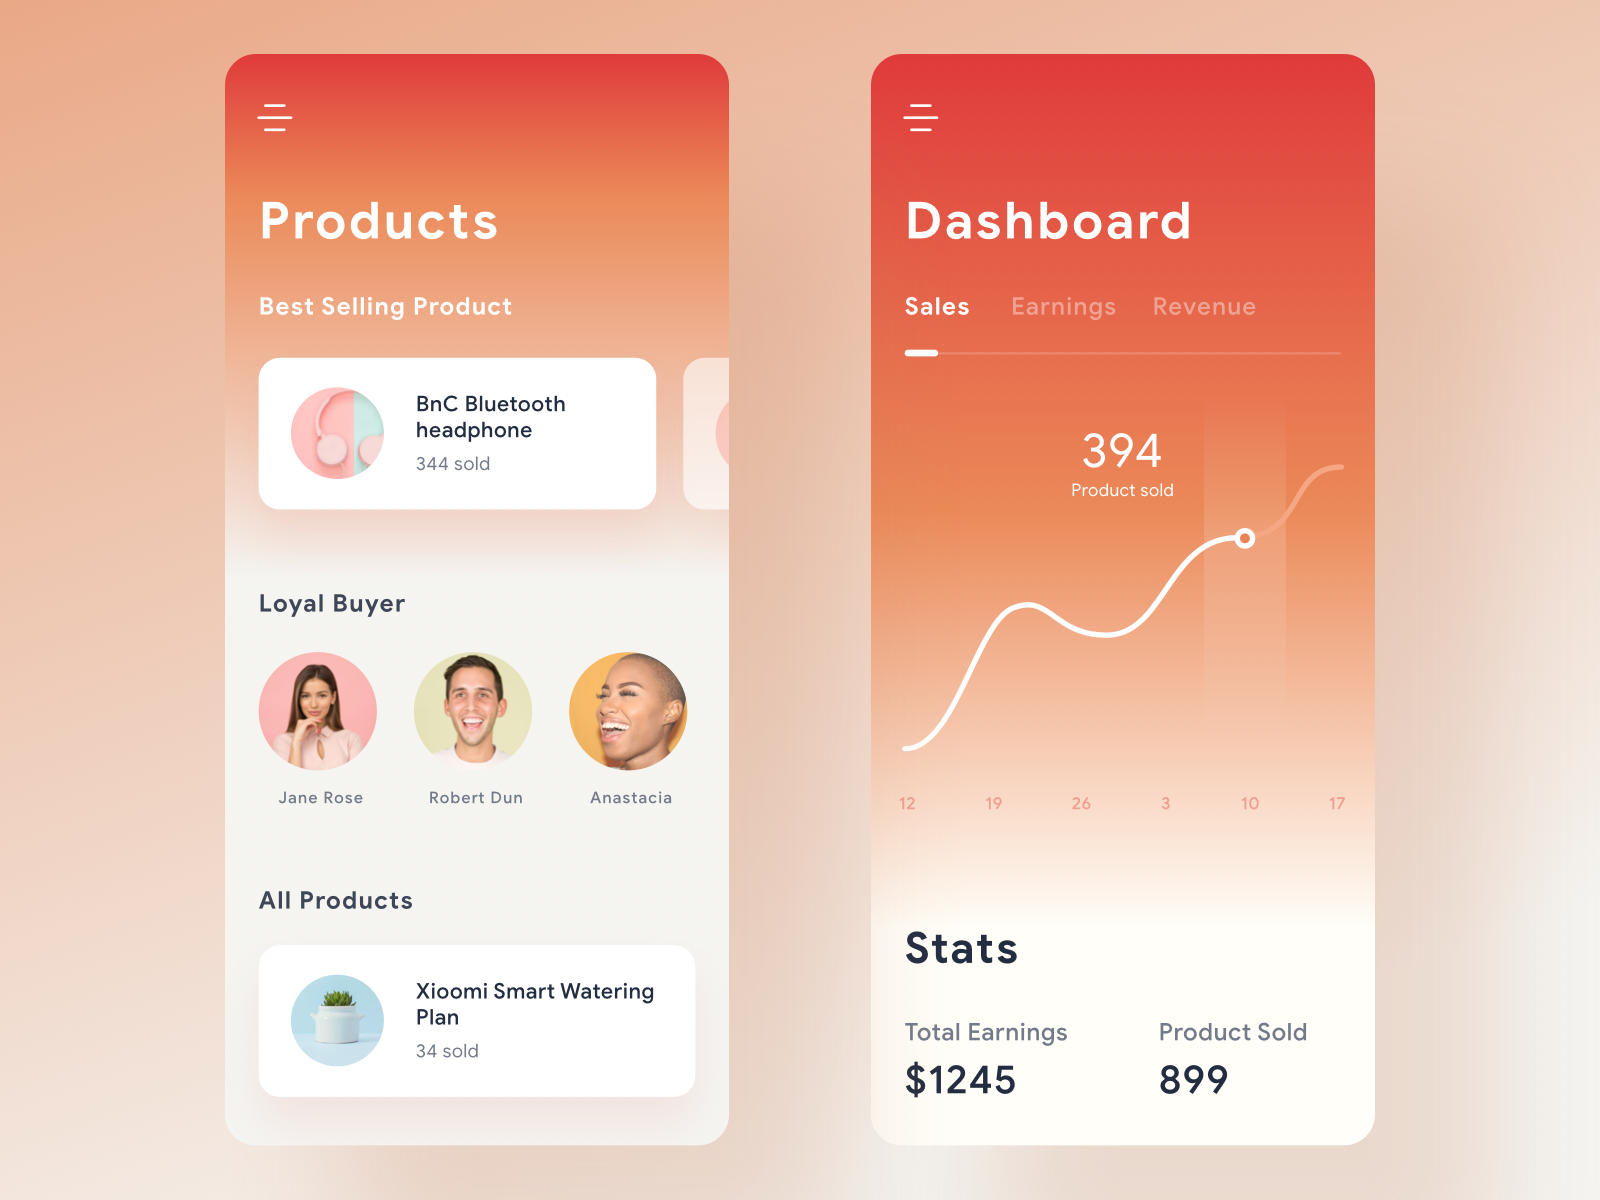 Products
Best Selling Product
BnC Bluetooth
headphone
344 sold
Loyal Buyer
Jane Rose
Robert Dun
Anastacia
All Products
Xioomi Smart Watering
Plan
34 sold
Dashboard
Sales Earnings Revenue
394
Product sold
12 19 26 3 10 17
Stats
Total Earnings
$1245
Product Sold
899